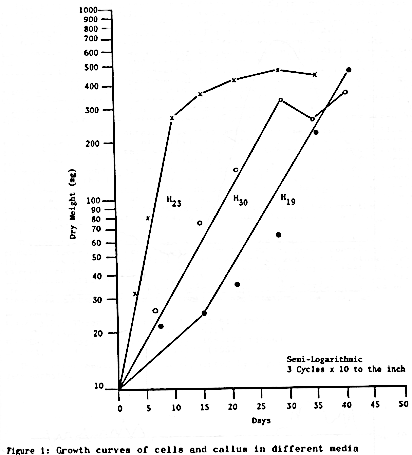 1000
900
800
700
600
500
400
300
200
100
90
80
70
60
50
40
30
20
10
Dry Weight (mg)
H23
H30
H19
Semi-Logarithmic
3 Cycles x 10 to the inch
0 5 10 15 20 25 30 35 40 45 50
Days
Figure 1: Growth curves of cells and callus in different media